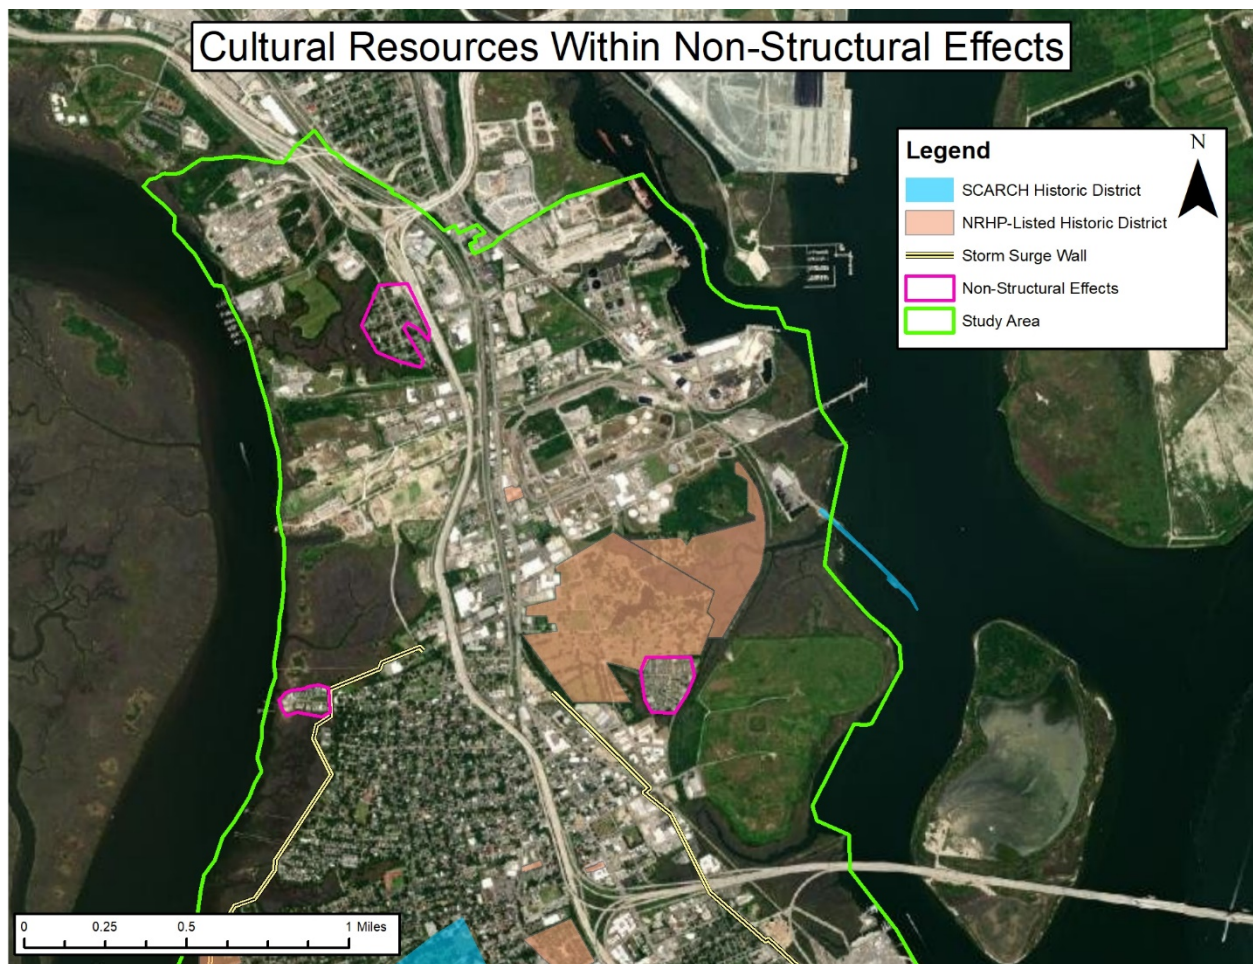 Cultural Resources Within Non-Structural Effects
Legend
N
SCARCH Historic District
NRHP-Listed Historic District
Storm Surge Wall
Non-Structural Effects
Study Area
0 0.25 0.5 1 Miles